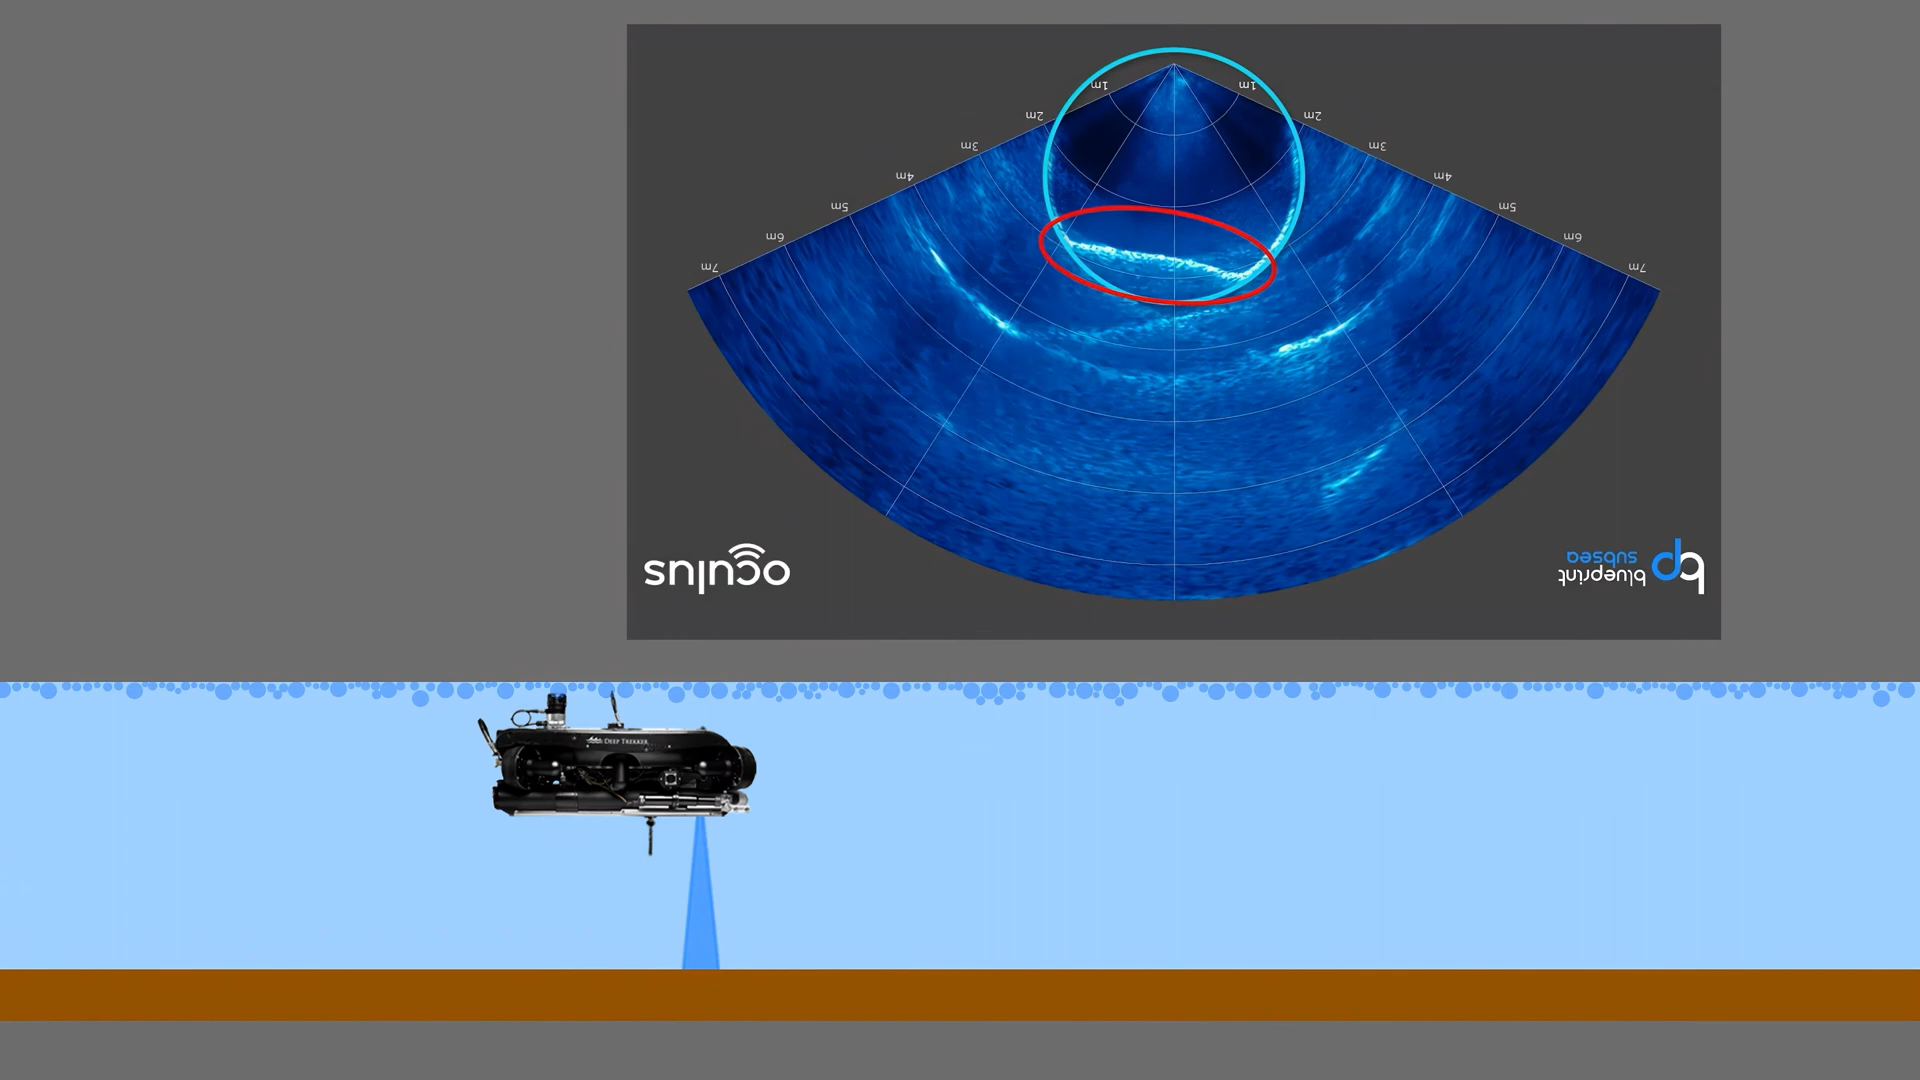 1m 1m
2m 2m
3m 3m
4m 4m
5m 5m
6m 6m
7m 7m
oculus
blueprint
subsea
DEEP TREKKER